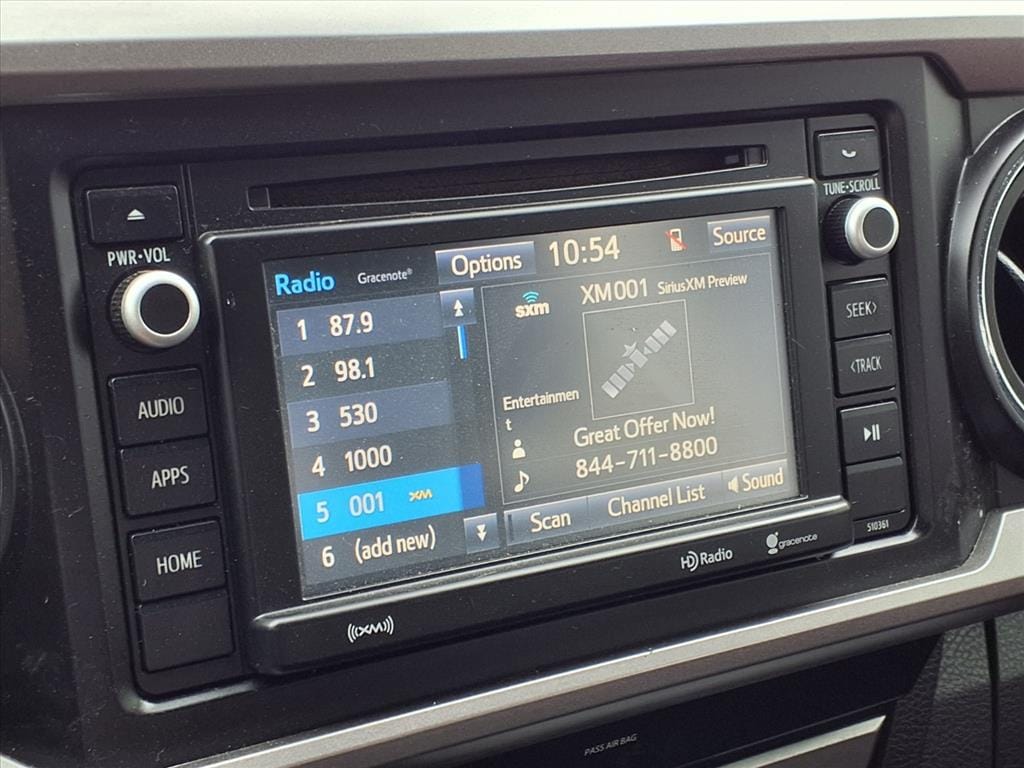 PWR·VOL
AUDIO
APPS
HOME
Radio
Gracenote®
Options
10:54
Source
1 87.9
2 98.1
3 530
4 1000
5 001 XM
6 (add new)
sxm
XM001 SiriusXM Preview
Entertainmen
t
Great Offer Now!
844-711-8800
Scan
Channel List
Sound
((XM))
HD Radio
gracenote
TUNE·SCROLL
SEEK>
<TRACK
510361
PASS AIR BAG